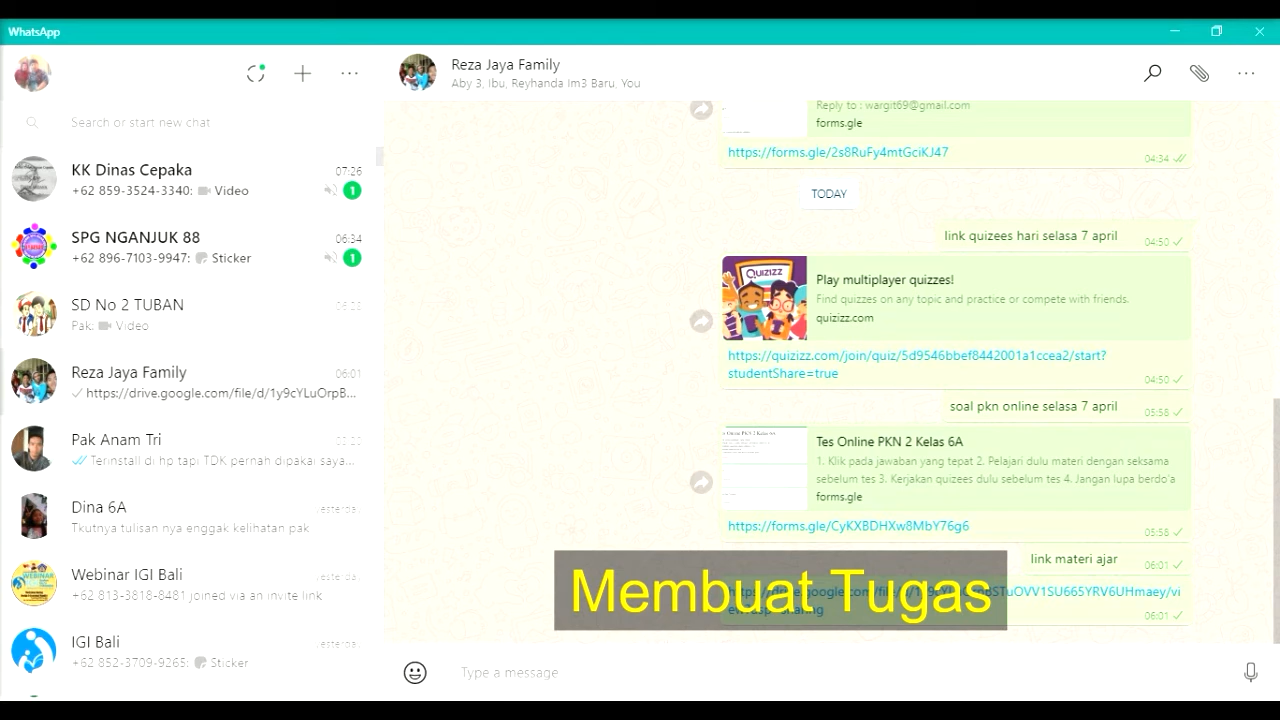 WhatsApp
Search or start new chat
KK Dinas Cepaka
07:26
+62 859-3524-3340: Video
1
SPG NGANJUK 88
06:34
+62 896-7103-9947: Sticker
1
SD No 2 TUBAN
Pak: Video
Reza Jaya Family
06:01
https://drive.google.com/file/d/1y9cYLuOrpB...
Pak Anam Tri
Terinstall di hp tapi TDK pernah dipakai saya...
Dina 6A
Yesterday
Tkutnya tulisan nya enggak kelihatan pak
Webinar IGI Bali
Yesterday
+62 813-3818-8481 joined via an invite link
IGI Bali
Yesterday
+62 852-3709-9265: Sticker
Reza Jaya Family
Aby 3, Ibu, Reyhanda Im3 Baru, You
Reply to : wargit69@gmail.com
forms.gle
https://forms.gle/2s8RuFy4mtGciKJ47
04:34
TODAY
link quizees hari selasa 7 april
04:50
QUIZIZZ
Play multiplayer quizzes!
Find quizzes on any topic and practice or compete with friends.
quizizz.com
https://quizizz.com/join/quiz/5d9546bbef8442001a1ccea2/start?
studentShare=true
04:50
soal pkn online selasa 7 april
05:56
Tes Online PKN 2 Kelas 6A
1. Klik pada jawaban yang tepat 2. Pelajari dulu materi dengan seksama
sebelum tes 3. Kerjakan quizees dulu sebelum tes 4. Jangan lupa berdo'a
forms.gle
https://forms.gle/CyKXBDHXw8MbY76g6
05:56
link materi ajar
06:01
06:01
Membuat Tugas
Type a message